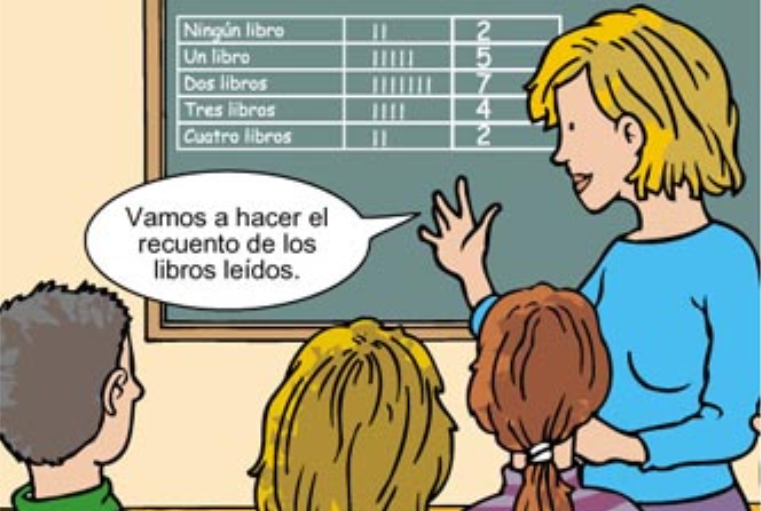 Ningún libro || 2
Un libro ||||| 5
Dos libros ||||||| 7
Tres libros |||| 4
Cuatro libros || 2
Vamos a hacer el
recuento de los
libros leídos.